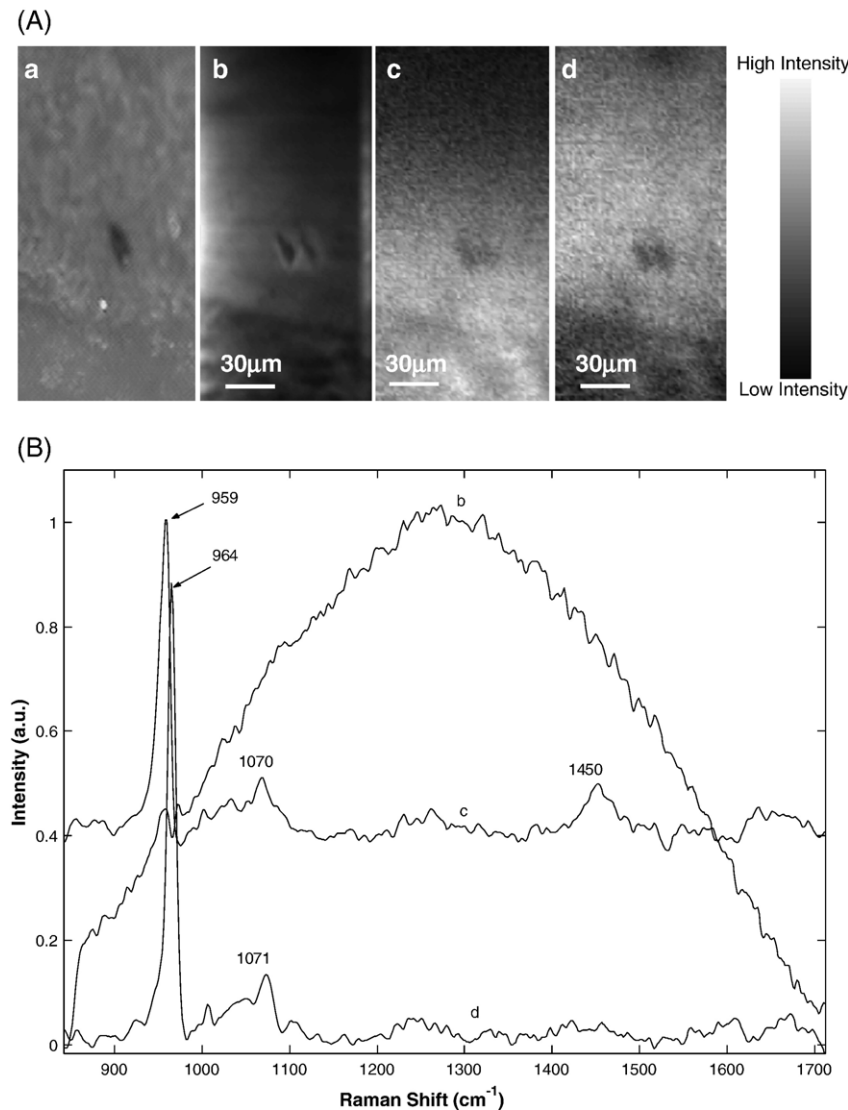 (A)
a b c d
High Intensity
30μm 30μm 30μm
Low Intensity
(B)
959
964
b
1070
1450
c
1071
d
1
0.8
0.6
0.4
0.2
0
Intensity (a.u.)
900 1000 1100 1200 1300 1400 1500 1600 1700
Raman Shift (cm⁻¹)